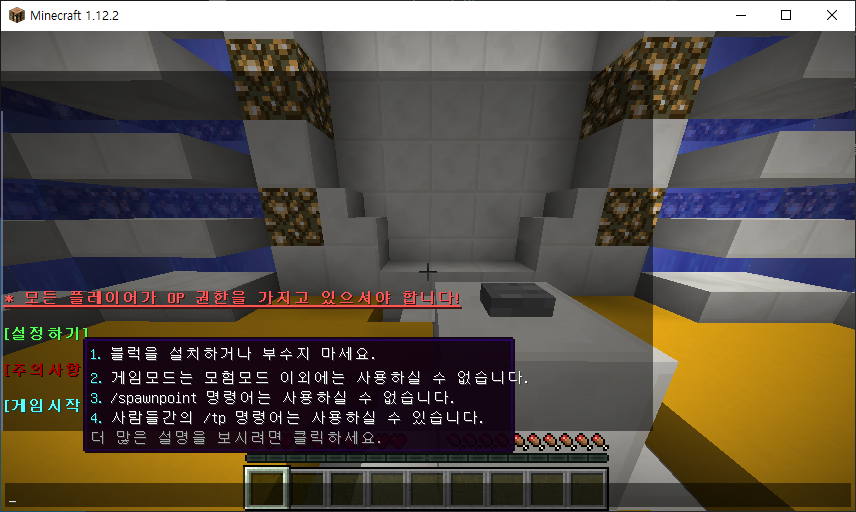 Minecraft 1.12.2
* 모든 플레이어가 OP 권한을 가지고 있으셔야 합니다!
[설정하기]
[주의사항
[게임시작
1. 블럭을 설치하거나 부수지 마세요.
2. 게임모드는 모험모드 이외에는 사용하실 수 없습니다.
3. /spawnpoint 명령어는 사용하실 수 없습니다.
4. 사람들간의 /tp 명령어는 사용하실 수 있습니다.
더 많은 설명을 보시려면 클릭하세요.
_